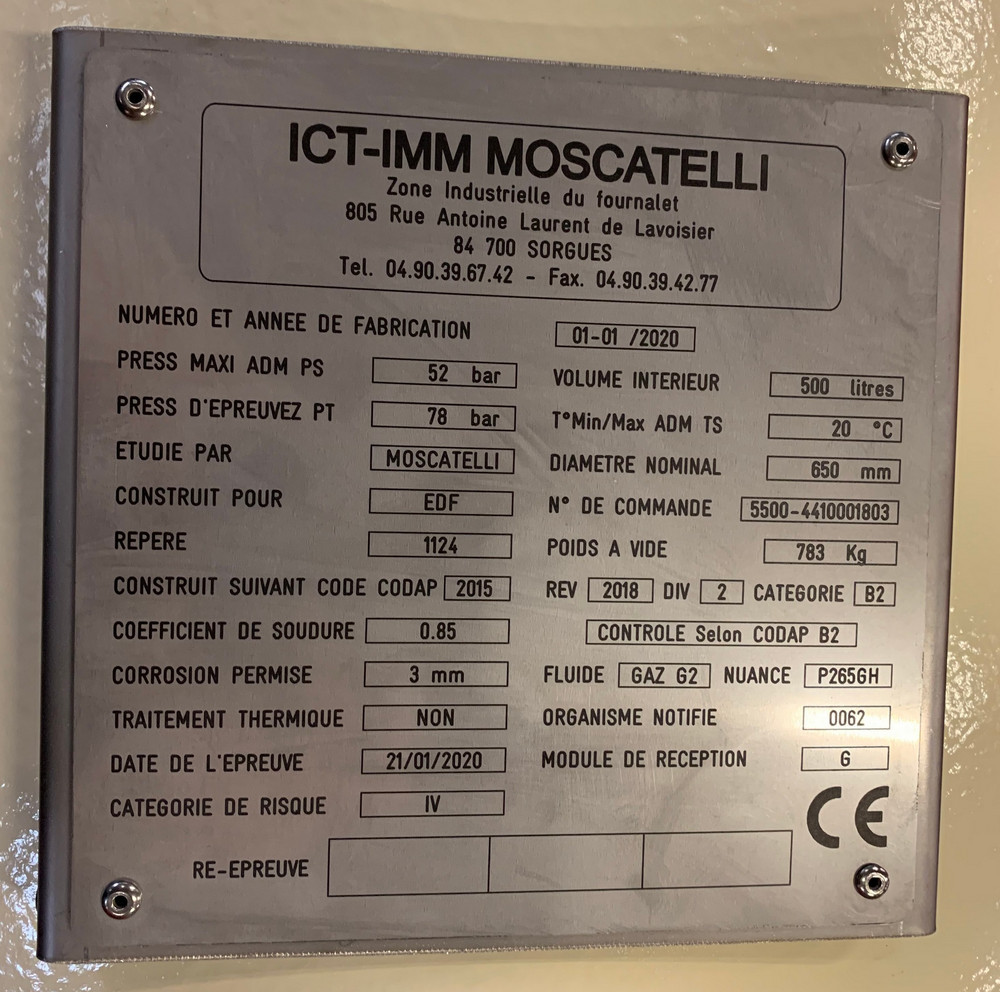 ICT-IMM MOSCATELLI
Zone Industrielle du fournalet
805 Rue Antoine Laurent de Lavoisier
84 700 SORGUES
Tel. 04.90.39.67.42 - Fax. 04.90.39.42.77
NUMERO ET ANNEE DE FABRICATION 01-01 /2020
PRESS MAXI ADM PS 52 bar VOLUME INTERIEUR 500 litres
PRESS D'EPREUVEZ PT 78 bar T°Min/Max ADM TS 20 °C
ETUDIE PAR MOSCATELLI DIAMETRE NOMINAL 650 mm
CONSTRUIT POUR EDF N° DE COMMANDE 5500-4410001803
REPERE 1124 POIDS A VIDE 783 Kg
CONSTRUIT SUIVANT CODE CODAP 2015 REV 2018 DIV 2 CATEGORIE B2
COEFFICIENT DE SOUDURE 0.85 CONTROLE Selon CODAP B2
CORROSION PERMISE 3 mm FLUIDE GAZ G2 NUANCE P265GH
TRAITEMENT THERMIQUE NON ORGANISME NOTIFIE 0062
DATE DE L'EPREUVE 21/01/2020 MODULE DE RECEPTION G
CATEGORIE DE RISQUE IV CE
RE-EPREUVE